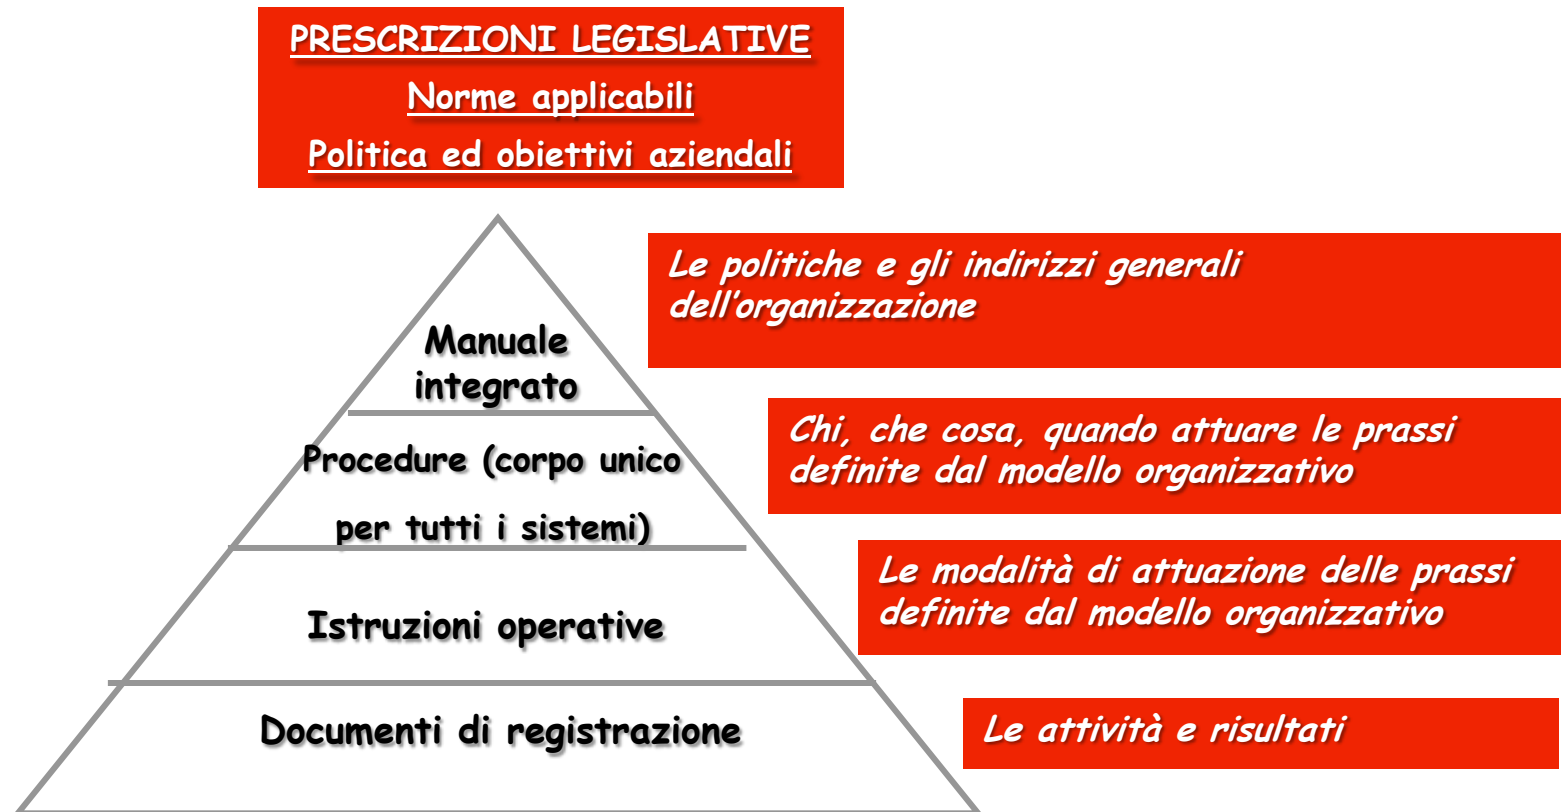 PRESCRIZIONI LEGISLATIVE
Norme applicabili
Politica ed obiettivi aziendali
Le politiche e gli indirizzi generali
dell'organizzazione
Manuale
integrato
Chi, che cosa, quando attuare le prassi
definite dal modello organizzativo
Procedure (corpo unico
per tutti i sistemi)
Le modalità di attuazione delle prassi
definite dal modello organizzativo
Istruzioni operative
Documenti di registrazione
Le attività e risultati